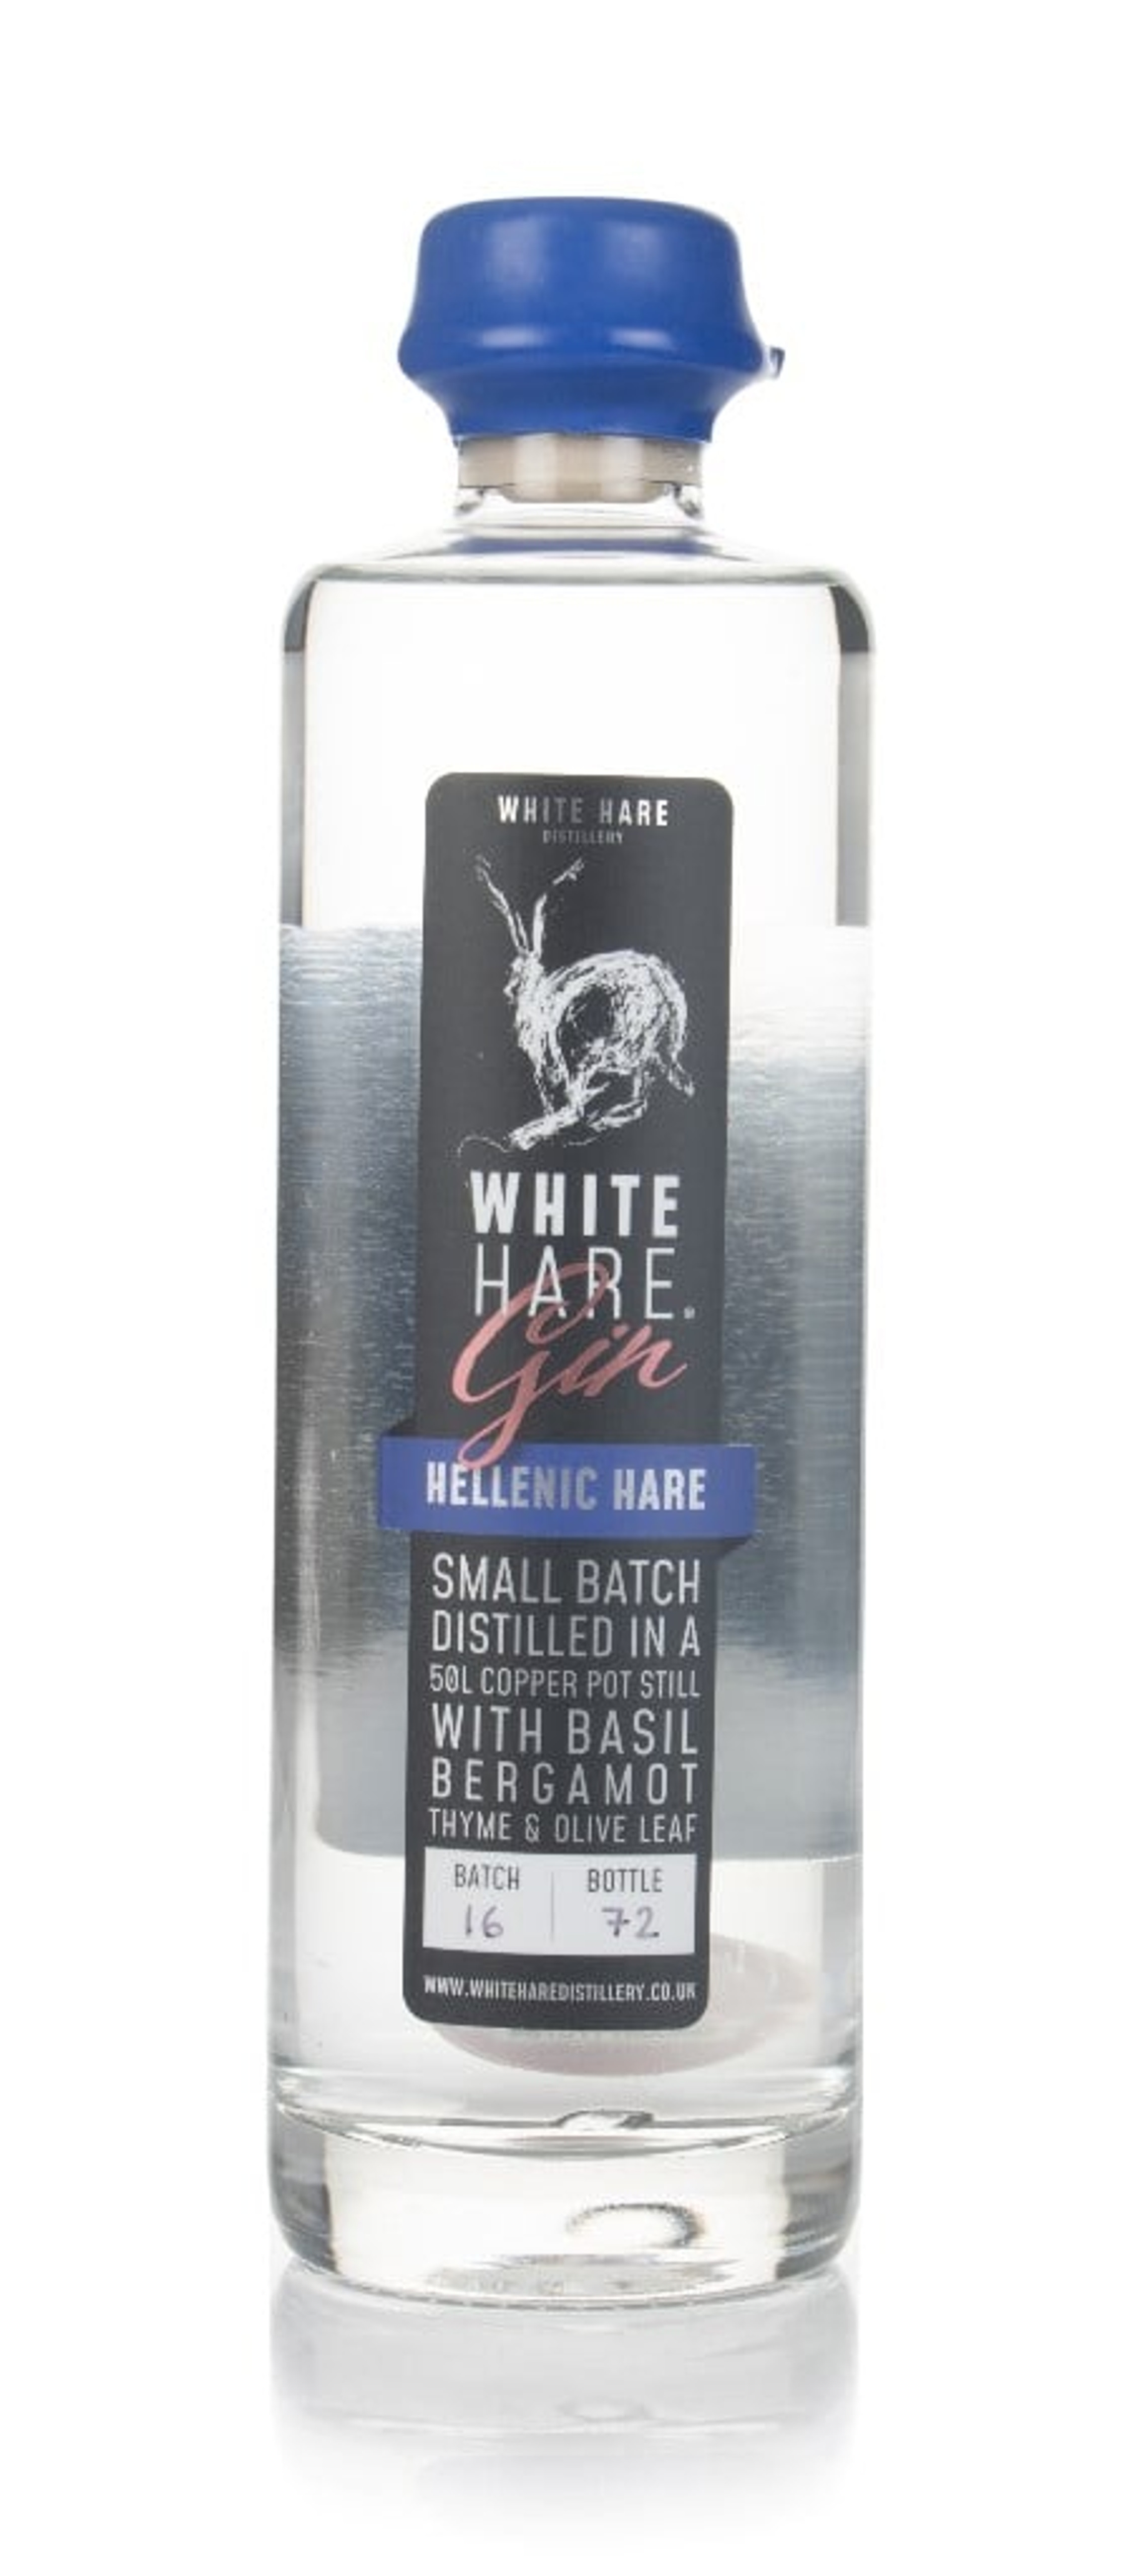 WHITE HARE
DISTILLERY
WHITE
HARE®
Gin
HELLENIC HARE
SMALL BATCH
DISTILLED IN A
50L COPPER POT STILL
WITH BASIL
BERGAMOT
THYME & OLIVE LEAF
BATCH BOTTLE
16 72
WWW.WHITEHAREDISTILLERY.CO.UK